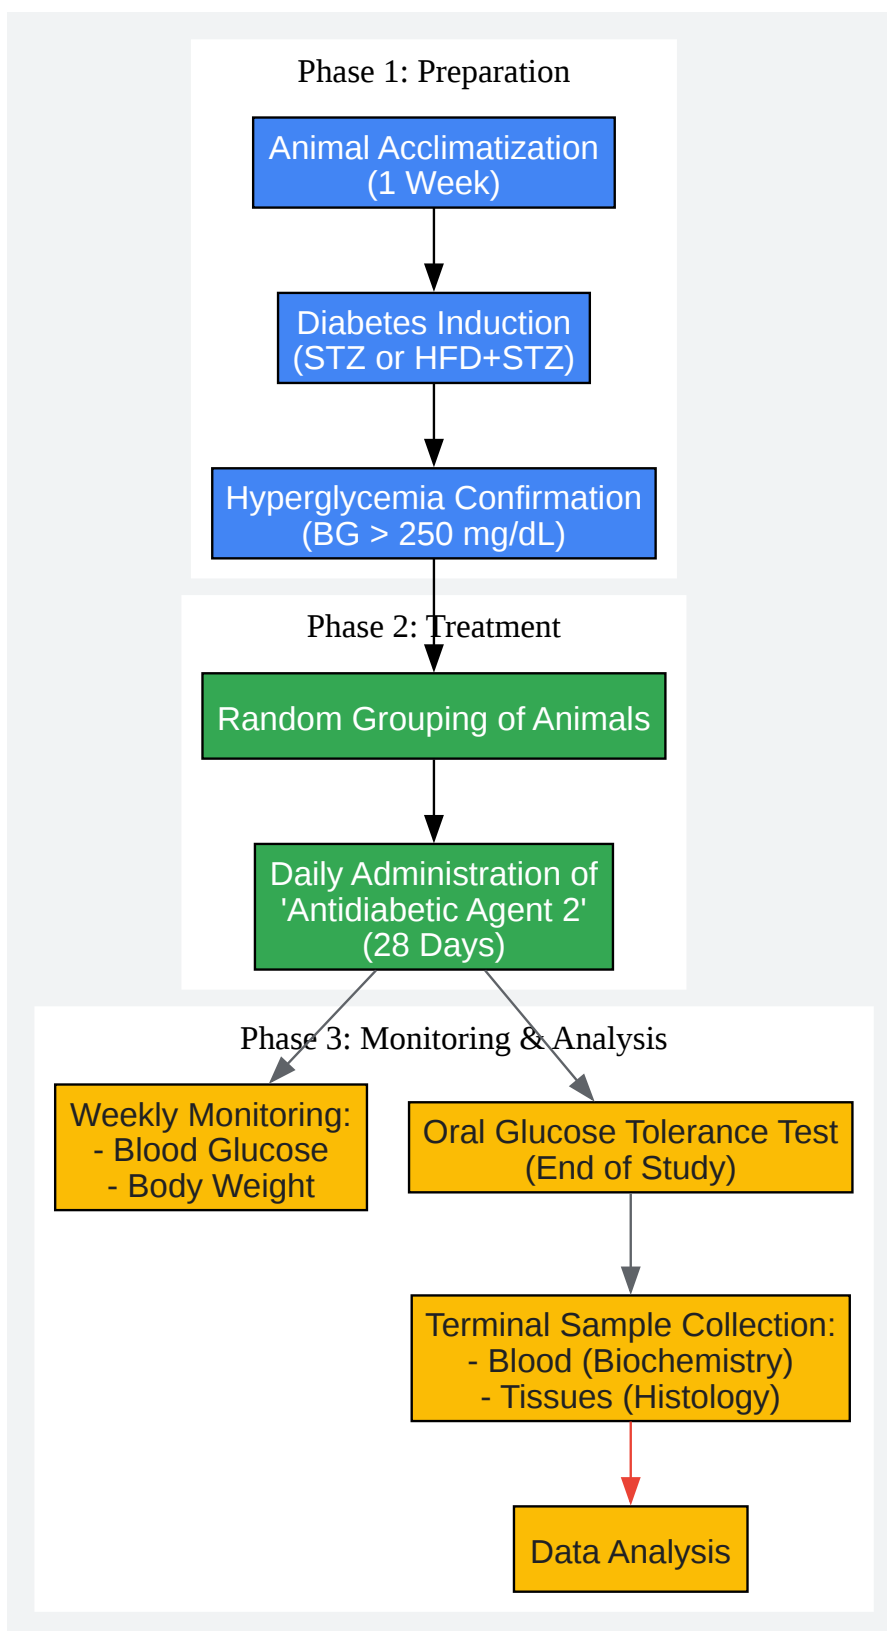 Phase 1: Preparation
Animal Acclimatization
(1 Week)
Diabetes Induction
(STZ or HFD+STZ)
Hyperglycemia Confirmation
(BG > 250 mg/dL)
Phase 2: Treatment
Random Grouping of Animals
Daily Administration of
'Antidiabetic Agent 2'
(28 Days)
Phase 3: Monitoring & Analysis
Weekly Monitoring:
- Blood Glucose
- Body Weight
Oral Glucose Tolerance Test
(End of Study)
Terminal Sample Collection:
- Blood (Biochemistry)
- Tissues (Histology)
Data Analysis